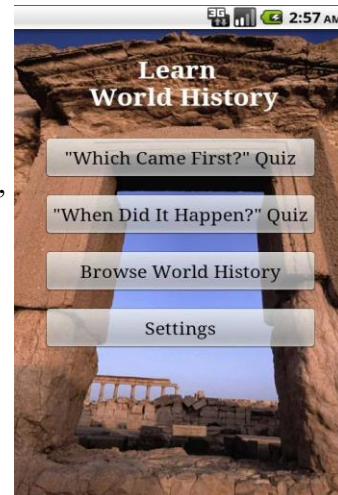 3G 2:57 AM
Learn
World History
"Which Came First?" Quiz
,
"When Did It Happen?" Quiz
Browse World History
Settings